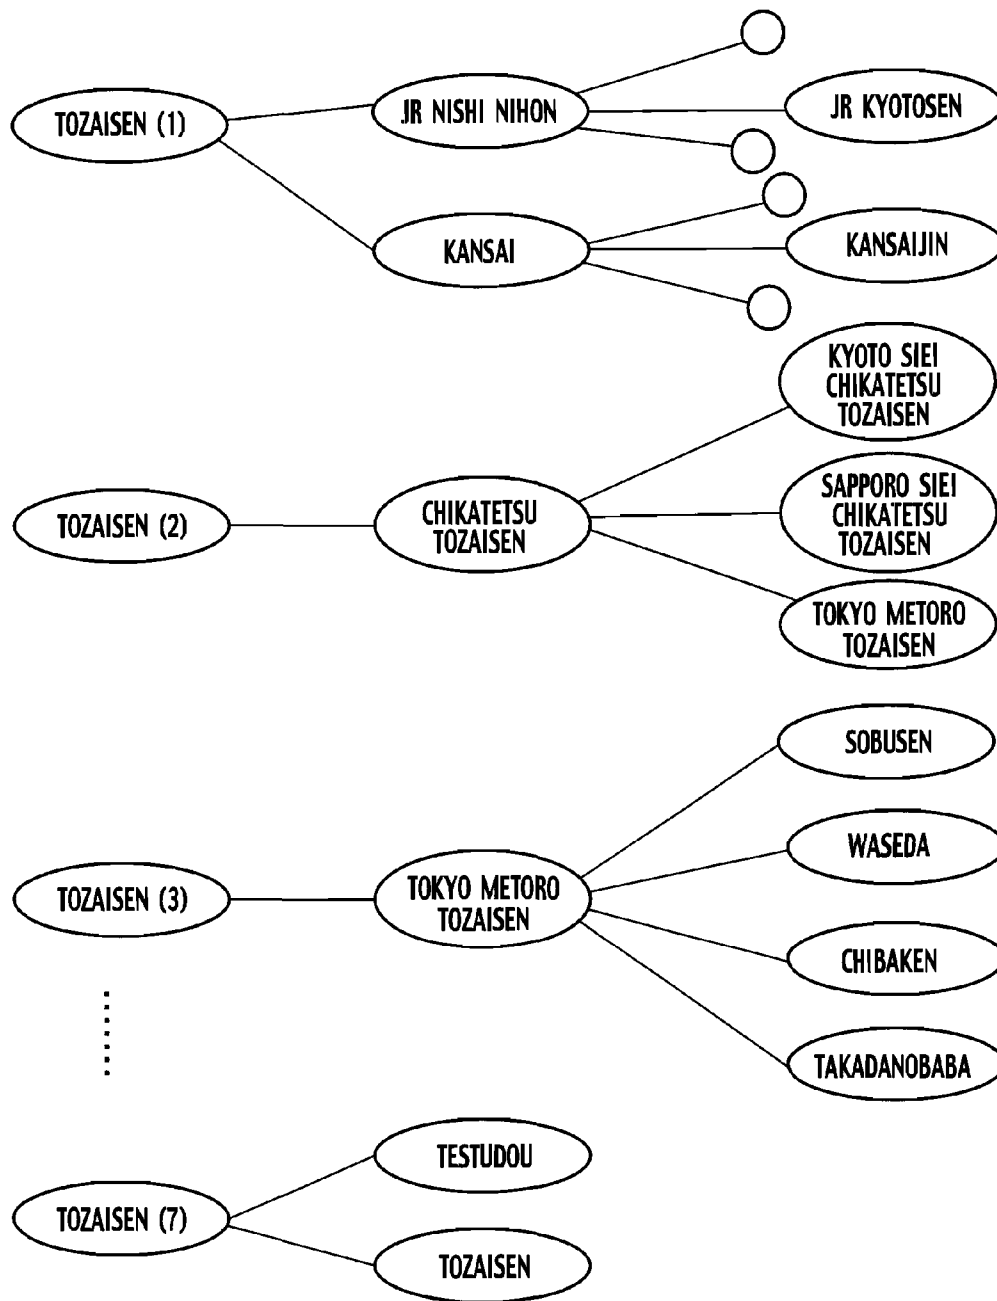 TOZAISEN (1)
JR NISHI NIHON
JR KYOTOSEN
KANSAI
KANSAIJIN
KYOTO SIEI
CHIKATETSU
TOZAISEN
TOZAISEN (2)
CHIKATETSU
TOZAISEN
SAPPORO SIEI
CHIKATETSU
TOZAISEN
TOKYO METORO
TOZAISEN
SOBUSEN
WASEDA
TOZAISEN (3)
TOKYO METORO
TOZAISEN
CHIBAKEN
TAKADANOBABA
TESTUDOU
TOZAISEN (7)
TOZAISEN